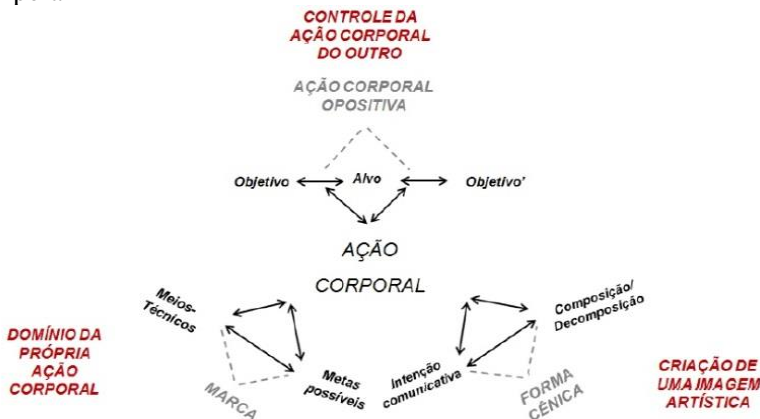 CONTROLE DA
AÇÃO CORPORAL
DO OUTRO
AÇÃO CORPORAL
OPOSITIVA
Objetivo
Alvo
Objetivo'
AÇÃO
CORPORAL
Meios-
Técnicos
Composição/
Decomposição
DOMÍNIO DA
PRÓPRIA
AÇÃO
CORPORAL
MARCA
Metas
possíveis
Intenção
comunicativa
FORMA
CÊNICA
CRIAÇÃO DE
UMA IMAGEM
ARTÍSTICA